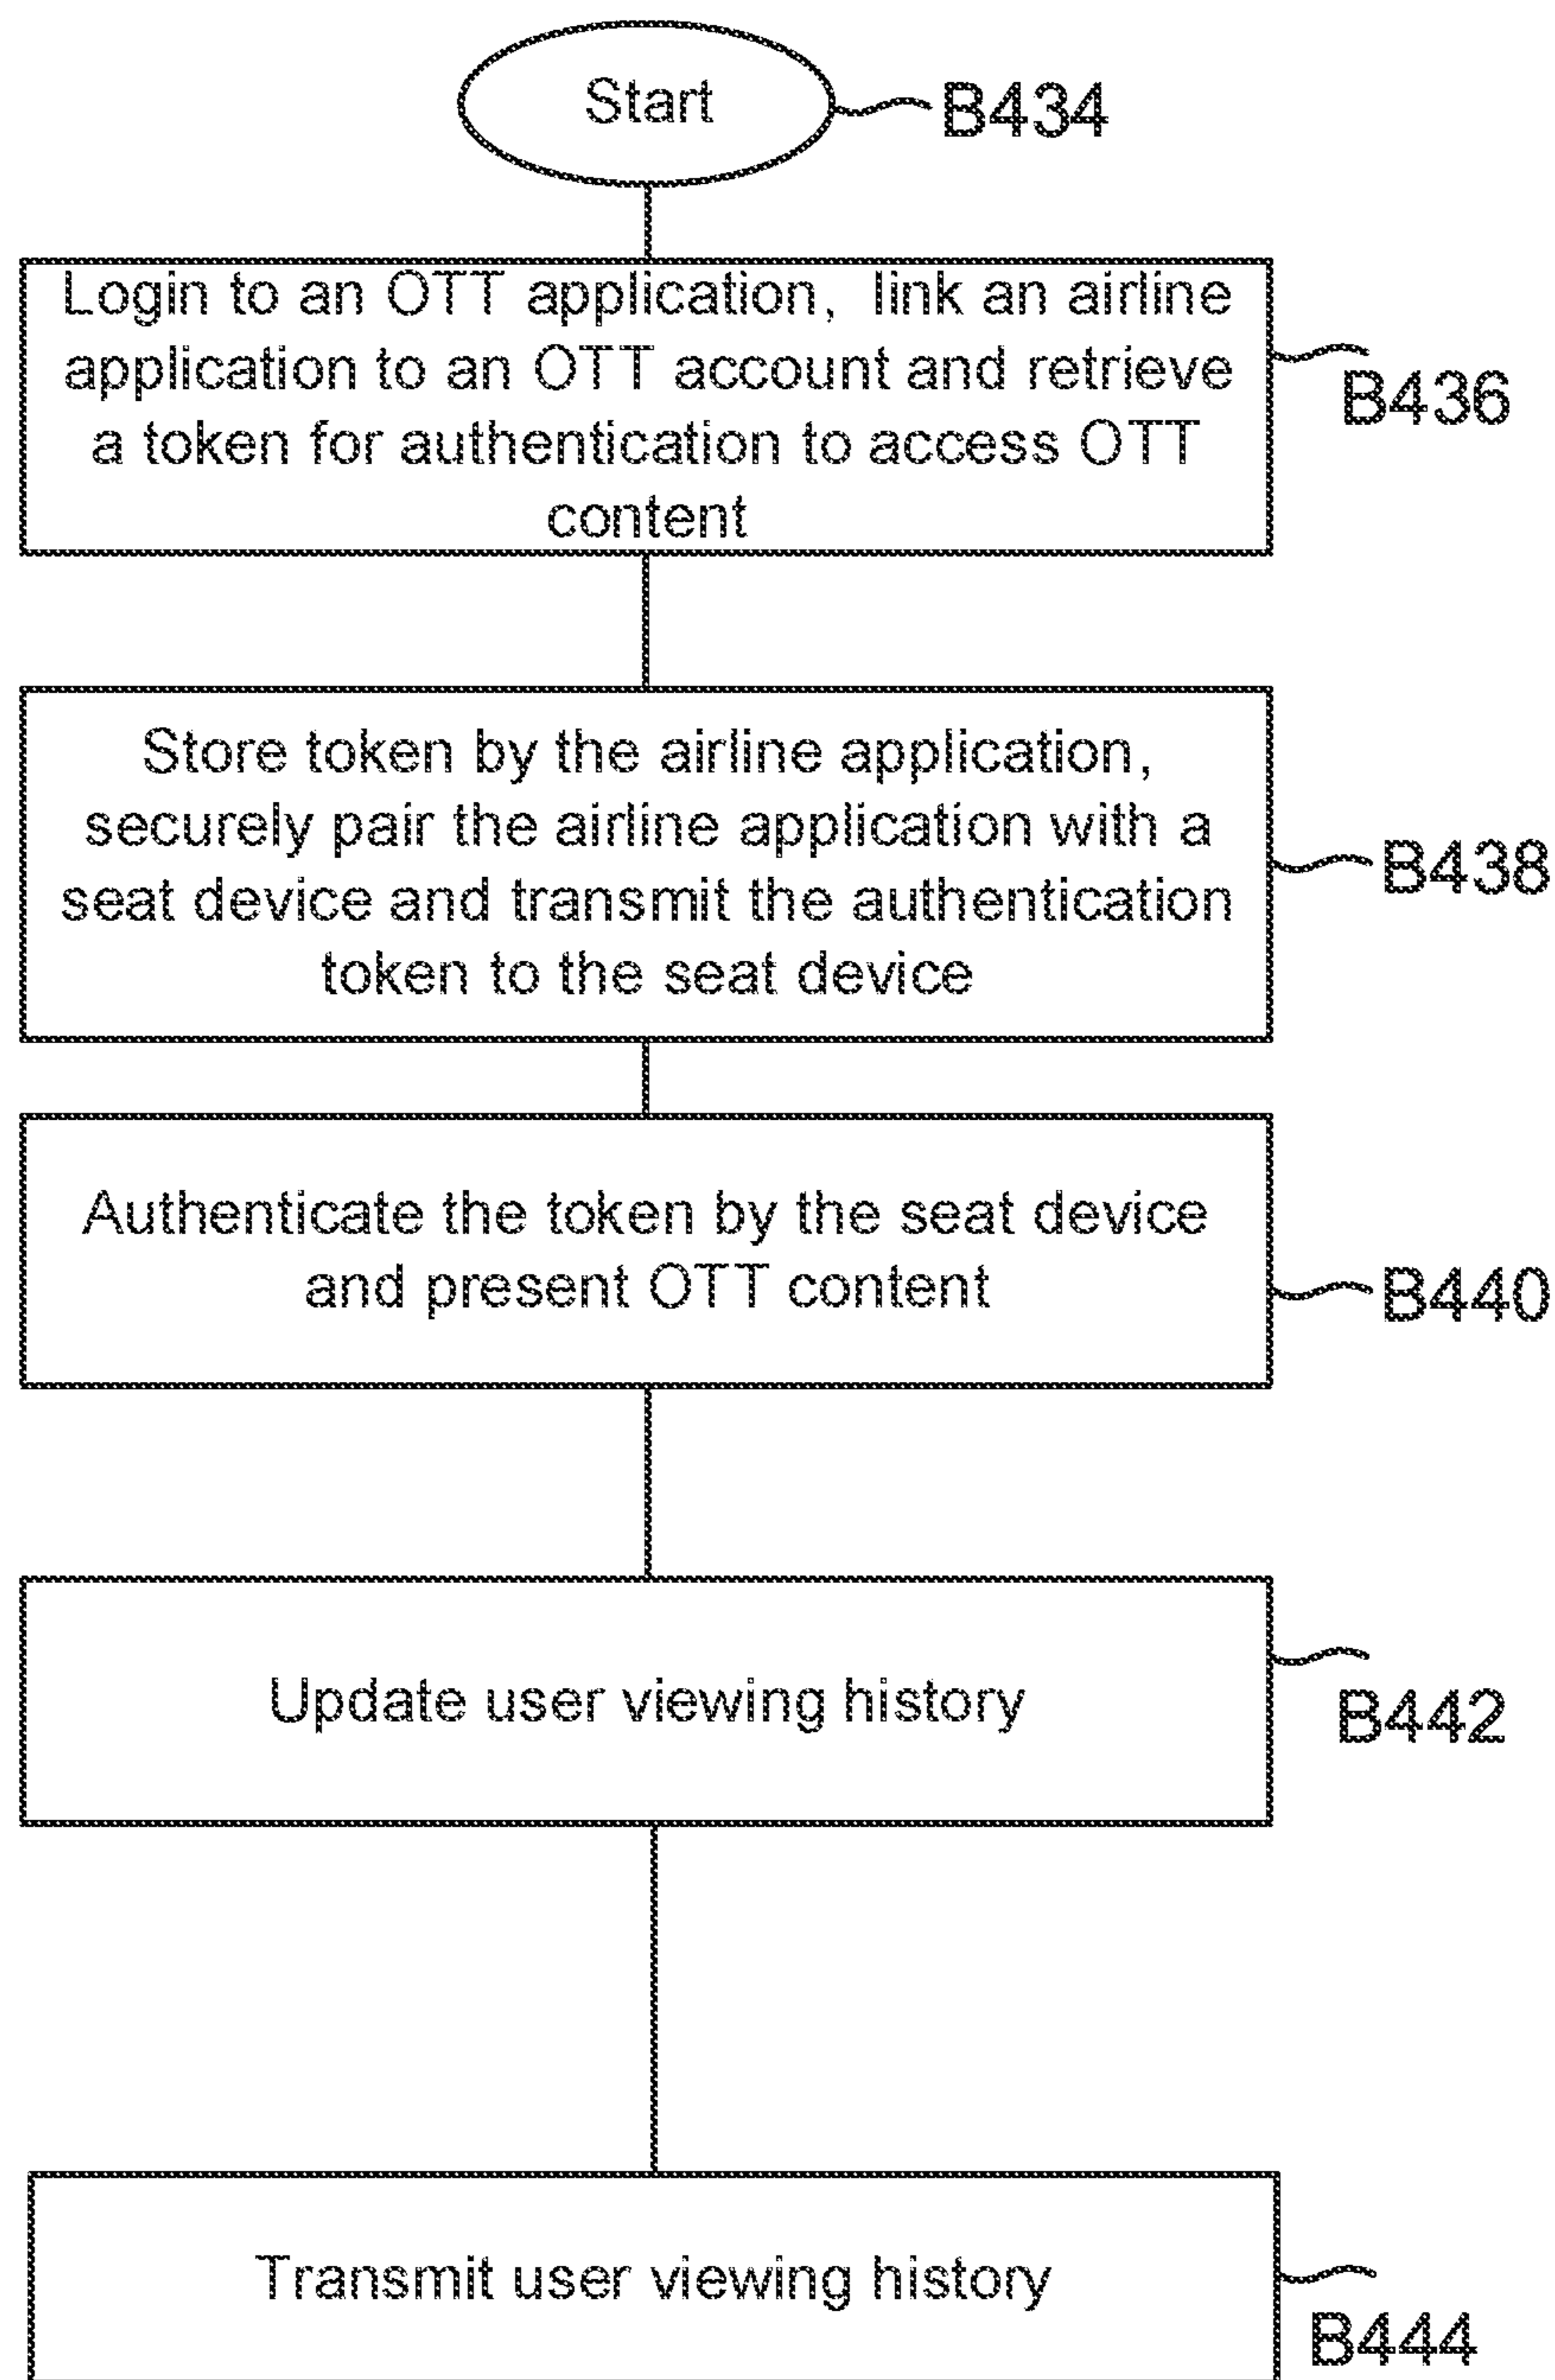 Start
B434
Login to an OTT application, link an airline
application to an OTT account and retrieve
a token for authentication to access OTT
content
B436
Store token by the airline application,
securely pair the airline application with a
seat device and transmit the authentication
token to the seat device
B438
Authenticate the token by the seat device
and present OTT content
B440
Update user viewing history
B442
Transmit user viewing history
B444